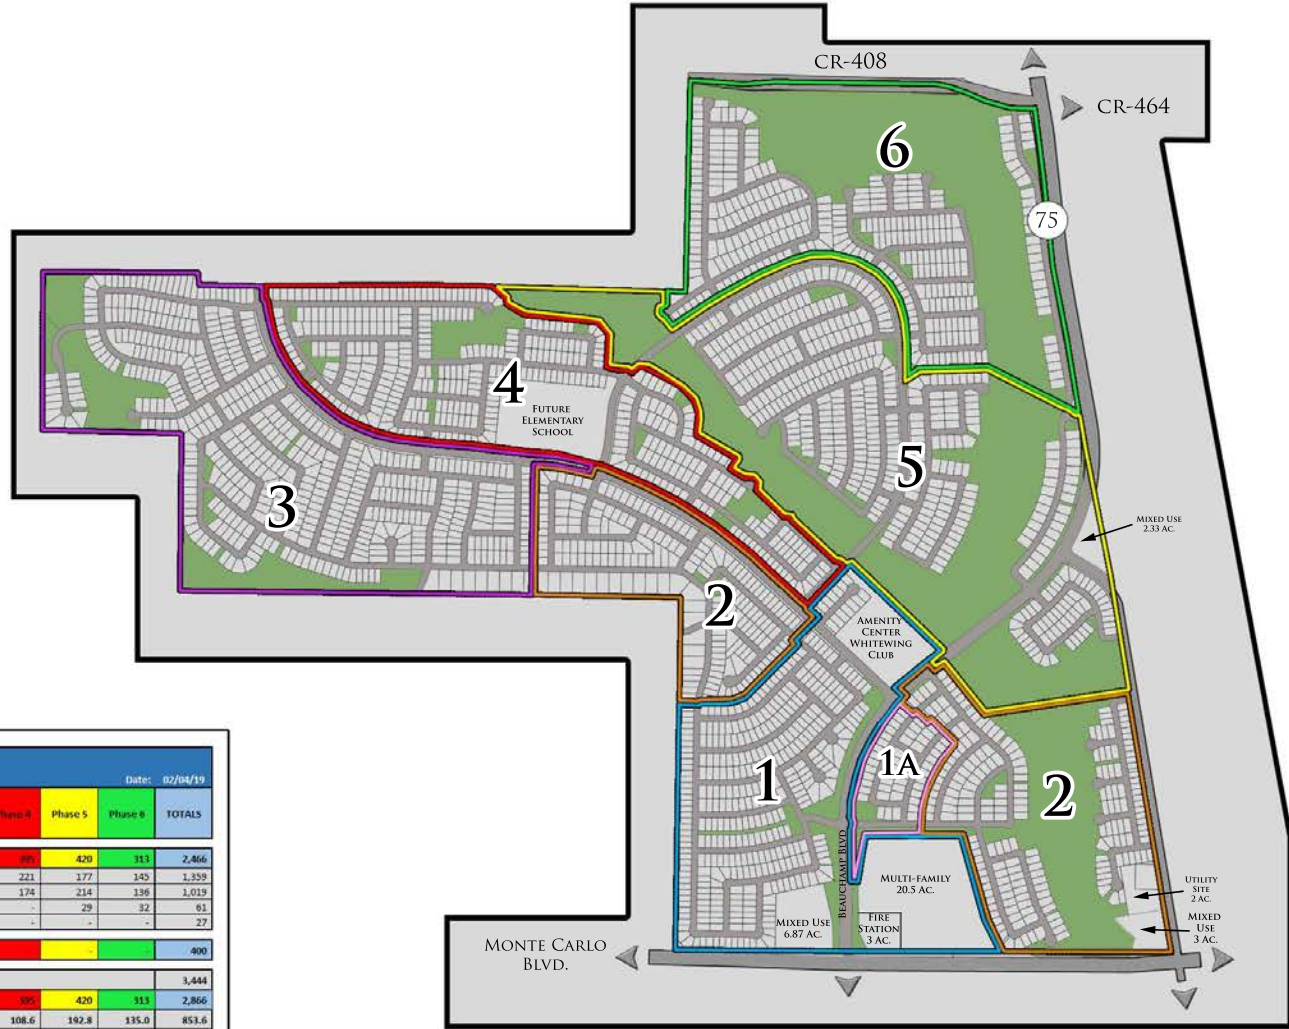 CR-408
CR-464
6
75
4
FUTURE
ELEMENTARY
SCHOOL
5
3
MIXED USE
2.33 AC.
2
AMENITY
CENTER
WHITEWING
CLUB
1
1A
2
BEAUCHAMP BLVD
MULTI-FAMILY
20.5 AC.
UTILITY
SITE
2 AC.
MIXED USE
6.87 AC.
FIRE
STATION
3 AC.
MIXED
USE
3 AC.
MONTE CARLO
BLVD.
Date: 02/04/19
Phase 5 Phase 6 TOTALS
420 313 2,466
221 177 145 1,359
174 214 136 1,019
- 29 32 61
- - - 27
- - 400
3,444
395 420 313 2,866
108.6 192.8 135.0 853.6